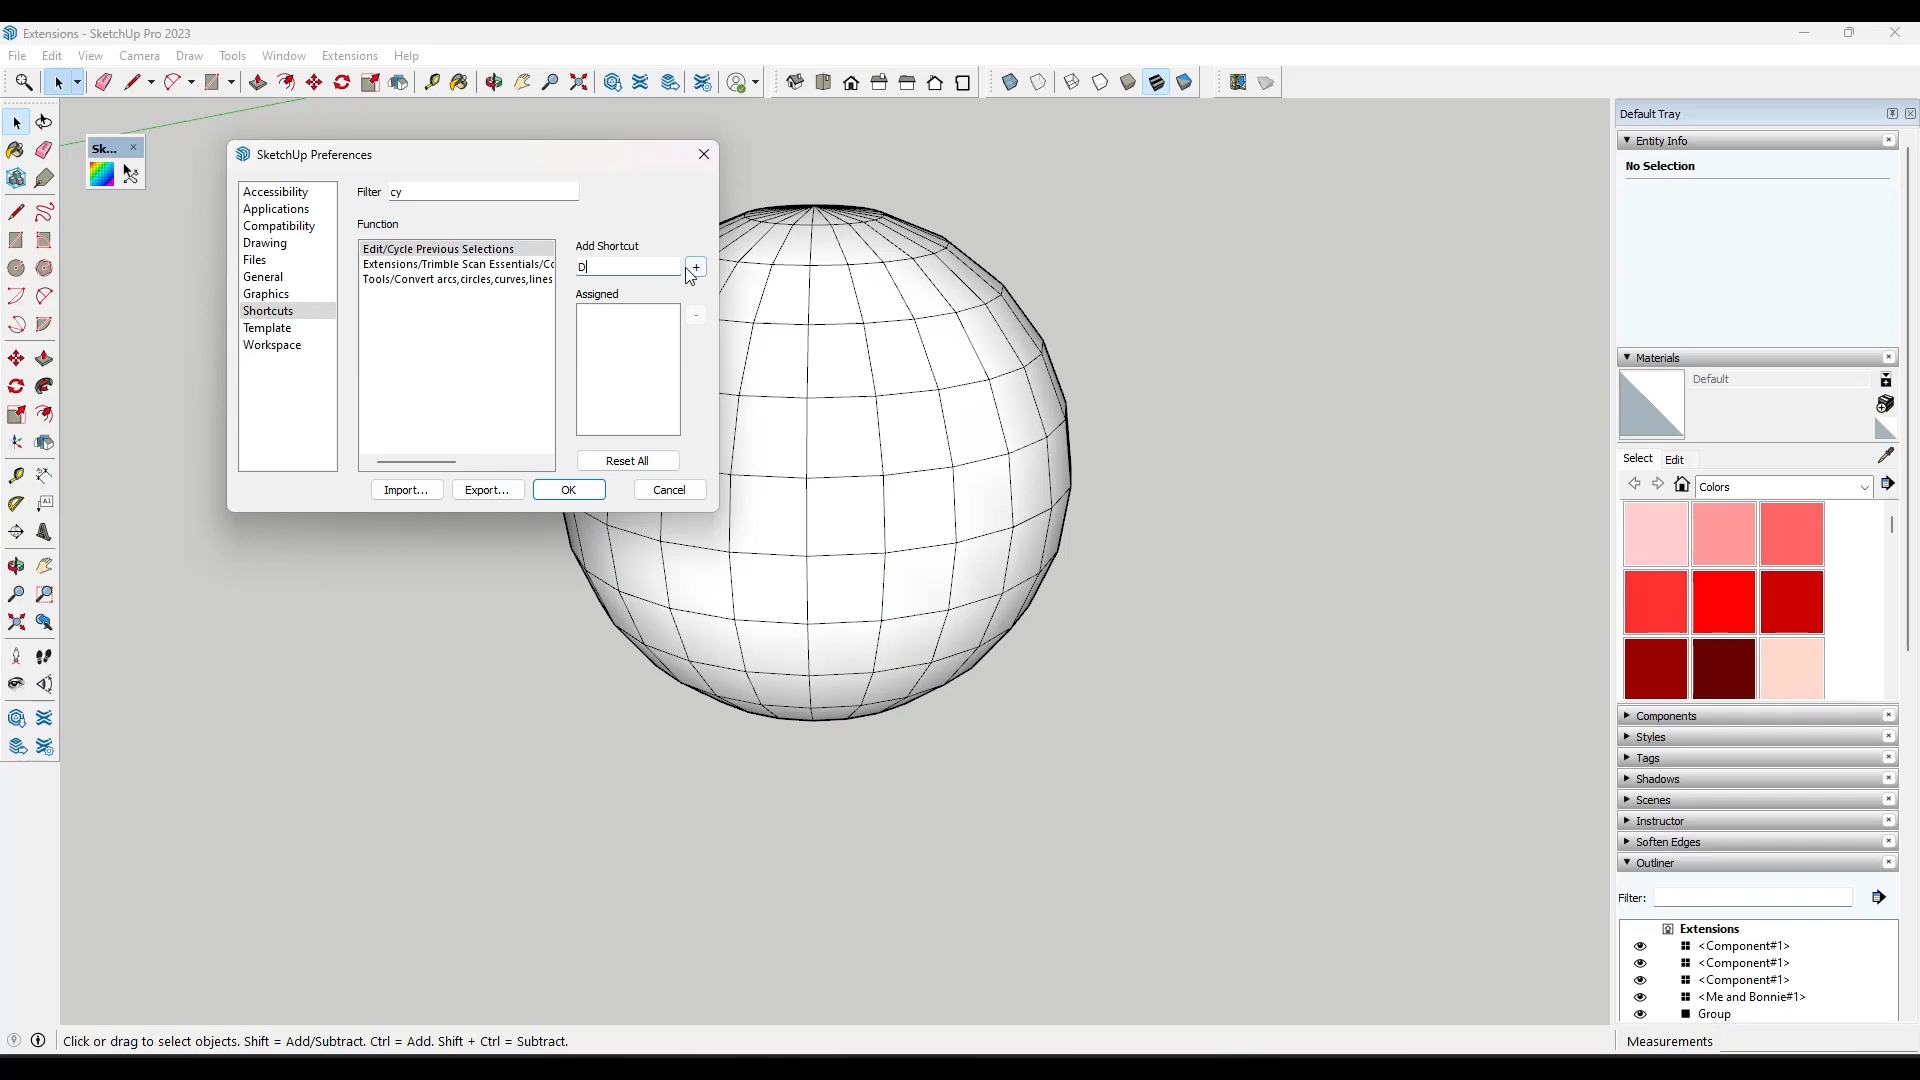 Extensions - SketchUp Pro 2023
File Edit View Camera Draw Tools Window Extensions Help
Sk...
SketchUp Preferences
Accessibility
Applications
Compatibility
Drawing
Files
General
Graphics
Shortcuts
Template
Workspace
Filter cy
Function
Edit/Cycle Previous Selections
Extensions/Trimble Scan Essentials/Cc
Tools/Convert arcs,circles,curves,lines
Add Shortcut
D
+
Assigned
-
Reset All
Import... Export... OK Cancel
Default Tray
Entity Info
No Selection
Materials
Default
Select Edit
Colors
Components
Styles
Tags
Shadows
Scenes
Instructor
Soften Edges
Outliner
Filter:
Extensions
<Component#1>
<Component#1>
<Component#1>
<Me and Bonnie#1>
Group
Click or drag to select objects. Shift = Add/Subtract. Ctrl = Add. Shift + Ctrl = Subtract.
Measurements